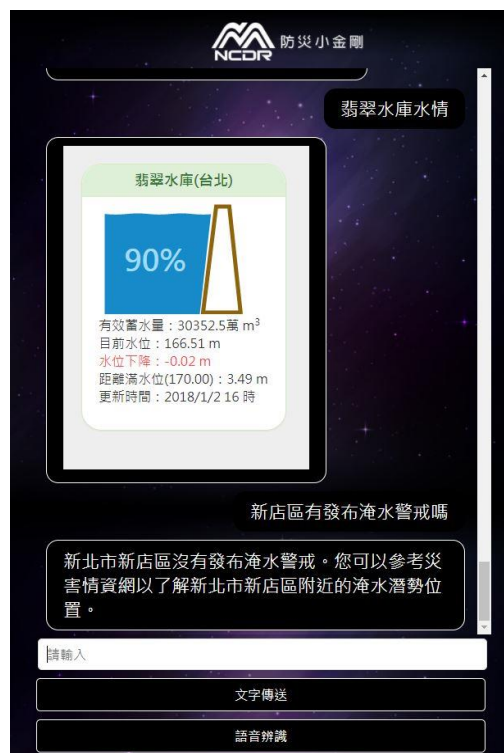 NCDR 防災小金剛
翡翠水庫水情
翡翠水庫(台北)
90%
有效蓄水量：30352.5萬 m³
目前水位：166.51 m
水位下降：-0.02 m
距離滿水位(170.00)：3.49 m
更新時間：2018/1/2 16 時
新店區有發布淹水警戒嗎
新北市新店區沒有發布淹水警戒。您可以參考災
害情資網以了解新北市新店區附近的淹水潛勢位
置。
請輸入
文字傳送
語音辨識